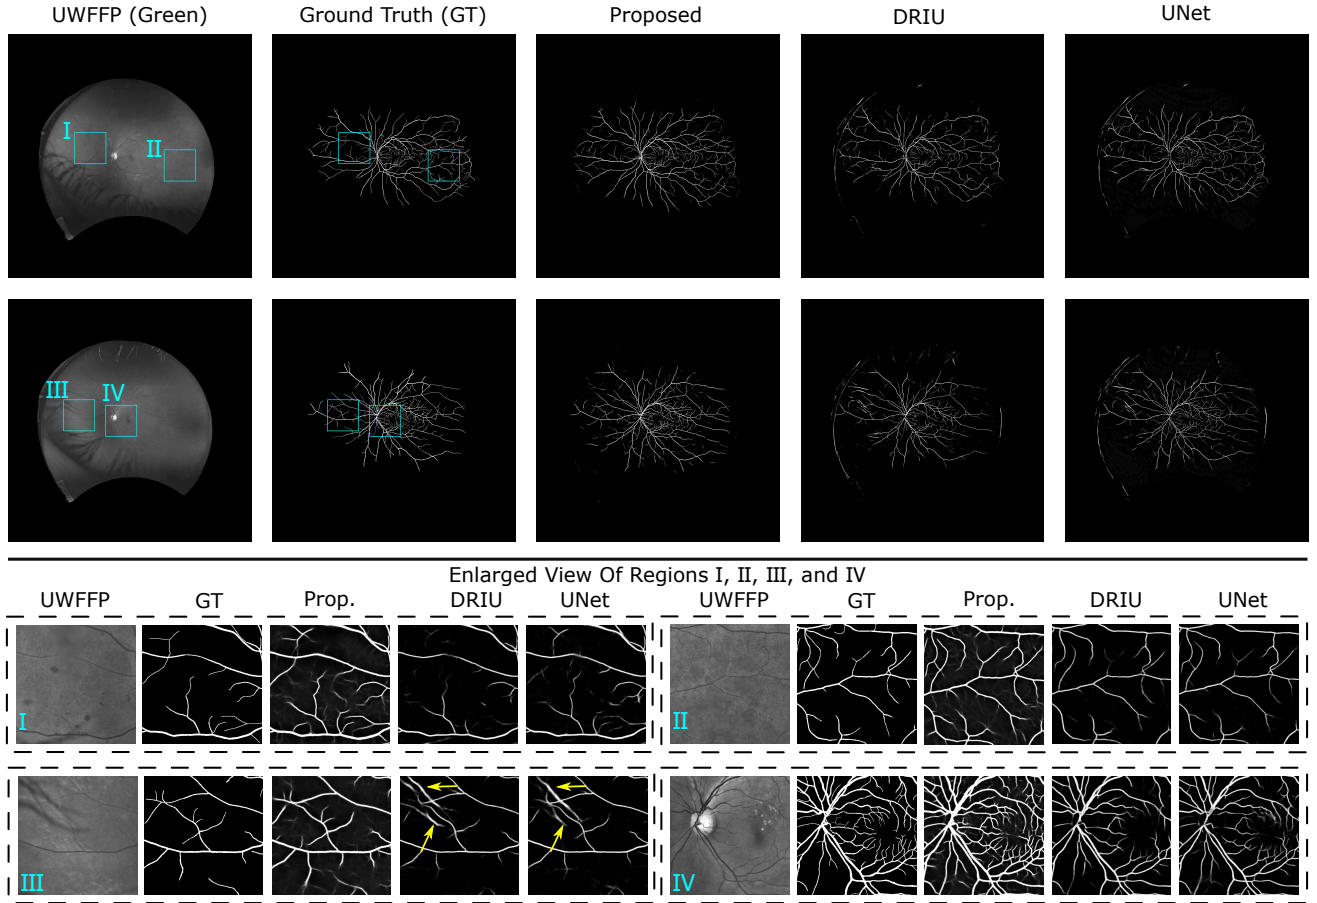 UWFFP (Green) Ground Truth (GT) Proposed DRIU UNet
I II
III IV
Enlarged View Of Regions I, II, III, and IV
UWFFP GT Prop. DRIU UNet UWFFP GT Prop. DRIU UNet
I II
III IV